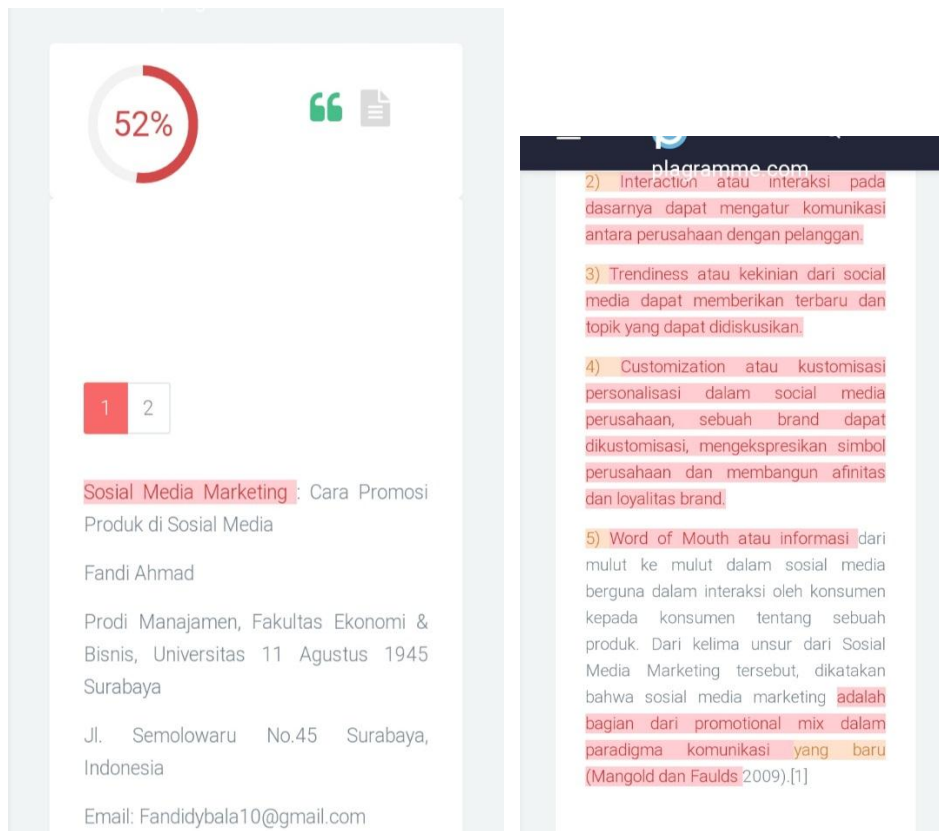 52%
1 2
Sosial Media Marketing : Cara Promosi
Produk di Sosial Media
Fandi Ahmad
Prodi Manajamen, Fakultas Ekonomi &
Bisnis, Universitas 11 Agustus 1945
Surabaya
Jl. Semolowaru No.45 Surabaya,
Indonesia
Email: Fandidybala10@gmail.com
plagramme.com
2) Interaction atau interaksi pada
dasarnya dapat mengatur komunikasi
antara perusahaan dengan pelanggan.
3) Trendiness atau kekinian dari social
media dapat memberikan terbaru dan
topik yang dapat didiskusikan.
4) Customization atau kustomisasi
personalisasi dalam social media
perusahaan, sebuah brand dapat
dikustomisasi, mengekspresikan simbol
perusahaan dan membangun afinitas
dan loyalitas brand.
5) Word of Mouth atau informasi dari
mulut ke mulut dalam sosial media
berguna dalam interaksi oleh konsumen
kepada konsumen tentang sebuah
produk. Dari kelima unsur dari Sosial
Media Marketing tersebut, dikatakan
bahwa sosial media marketing adalah
bagian dari promotional mix dalam
paradigma komunikasi yang baru
(Mangold dan Faulds 2009).[1]